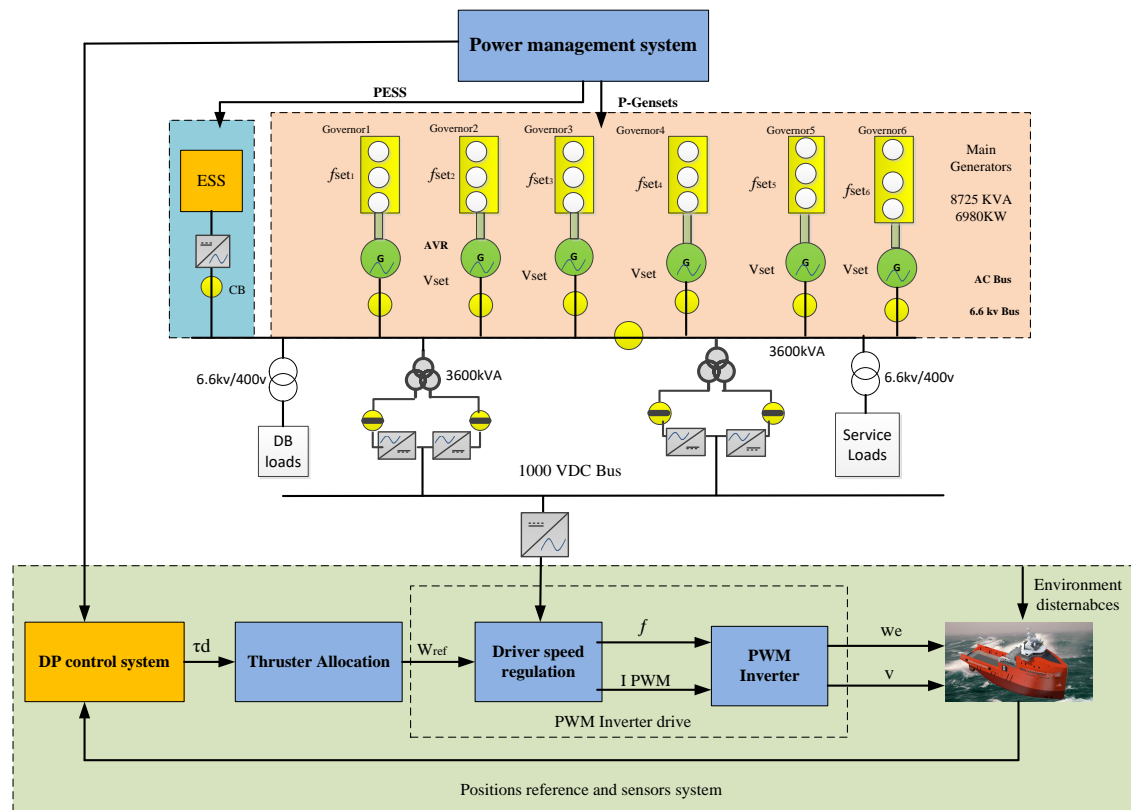 Power management system
PESS
P-Gensets
Governor1
Governor2
Governor3
Governor4
Governor5
Governor6
ESS
fset1
fset2
fset3
fset4
fset5
fset6
Main
Generators
8725 KVA
6980KW
G
G
G
G
G
G
AVR
Vset
Vset
Vset
Vset
Vset
CB
AC Bus
6.6 kv Bus
6.6kv/400v
3600kVA
3600kVA
6.6kv/400v
DB
loads
Service
Loads
1000 VDC Bus
Environment
disternabces
DP control system
τd
Thruster Allocation
Wref
Driver speed
regulation
f
I PWM
PWM
Inverter
we
v
PWM Inverter drive
Positions reference and sensors system